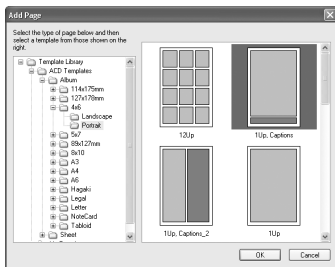 Add Page
Select the type of page below and then
select a template from those shown on the
right.
Template Library
ACD Templates
Album
114x175mm
127x178mm
4x6
Landscape
Portrait
5x7
89x127mm
8x10
A3
A4
A6
Hagaki
Legal
Letter
NoteCard
Tabloid
Sheet
12Up
1Up, Captions
1Up, Captions_2
1Up
OK
Cancel